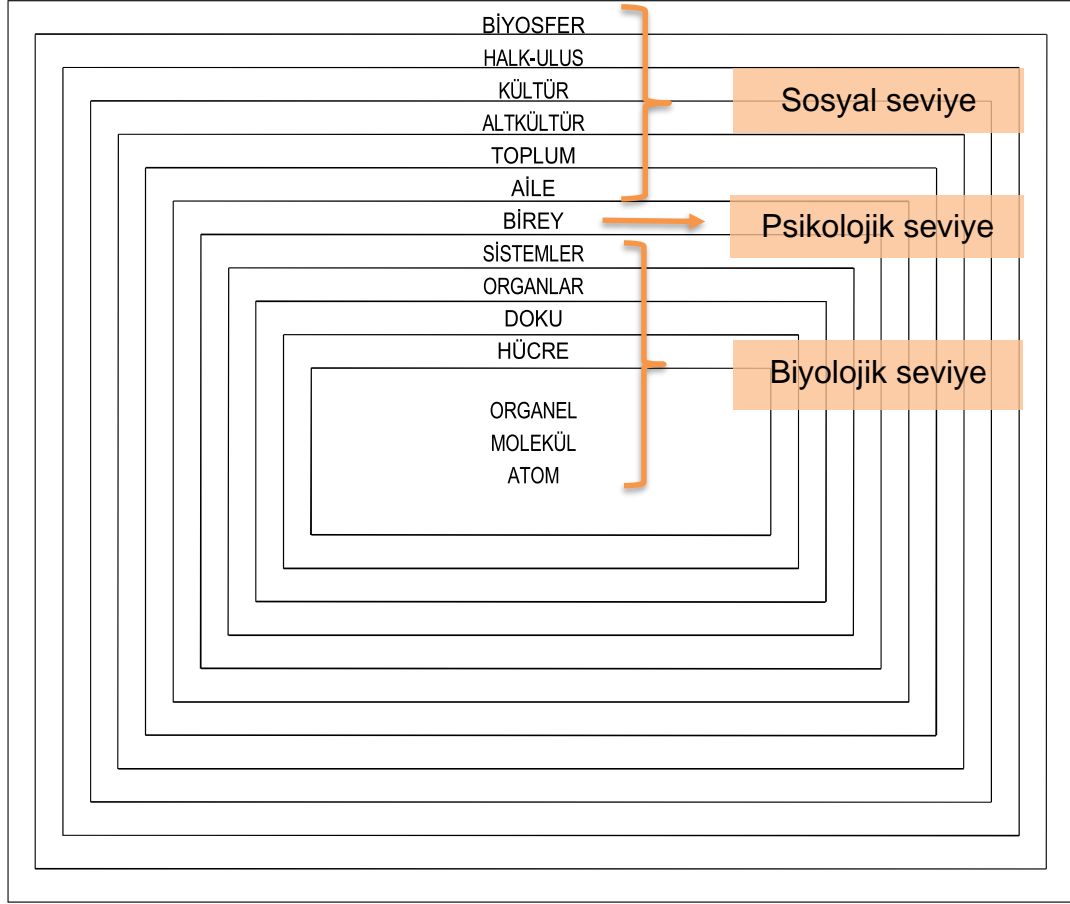 BİYOSFER
HALK-ULUS
KÜLTÜR
ALTKÜLTÜR
TOPLUM
AİLE
BİREY
SİSTEMLER
ORGANLAR
DOKU
HÜCRE
ORGANEL
MOLEKÜL
ATOM
Sosyal seviye
Psikolojik seviye
Biyolojik seviye